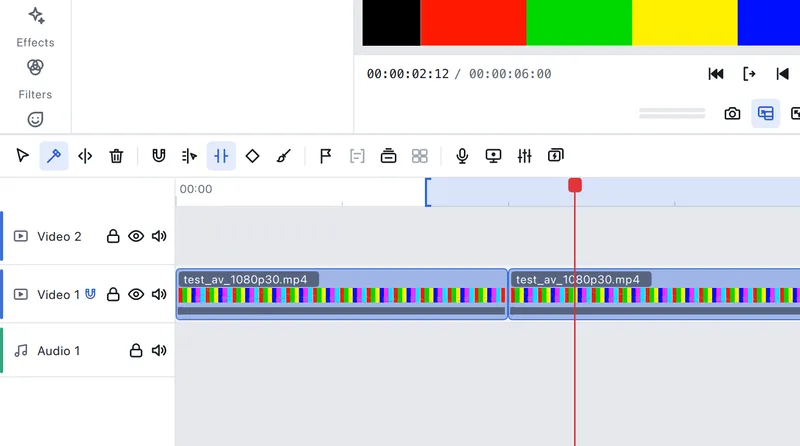 Effects
Filters
00:00:02:12 / 00:00:06:00
00:00
Video 2
Video 1
test_av_1080p30.mp4
test_av_1080p30.mp4
Audio 1